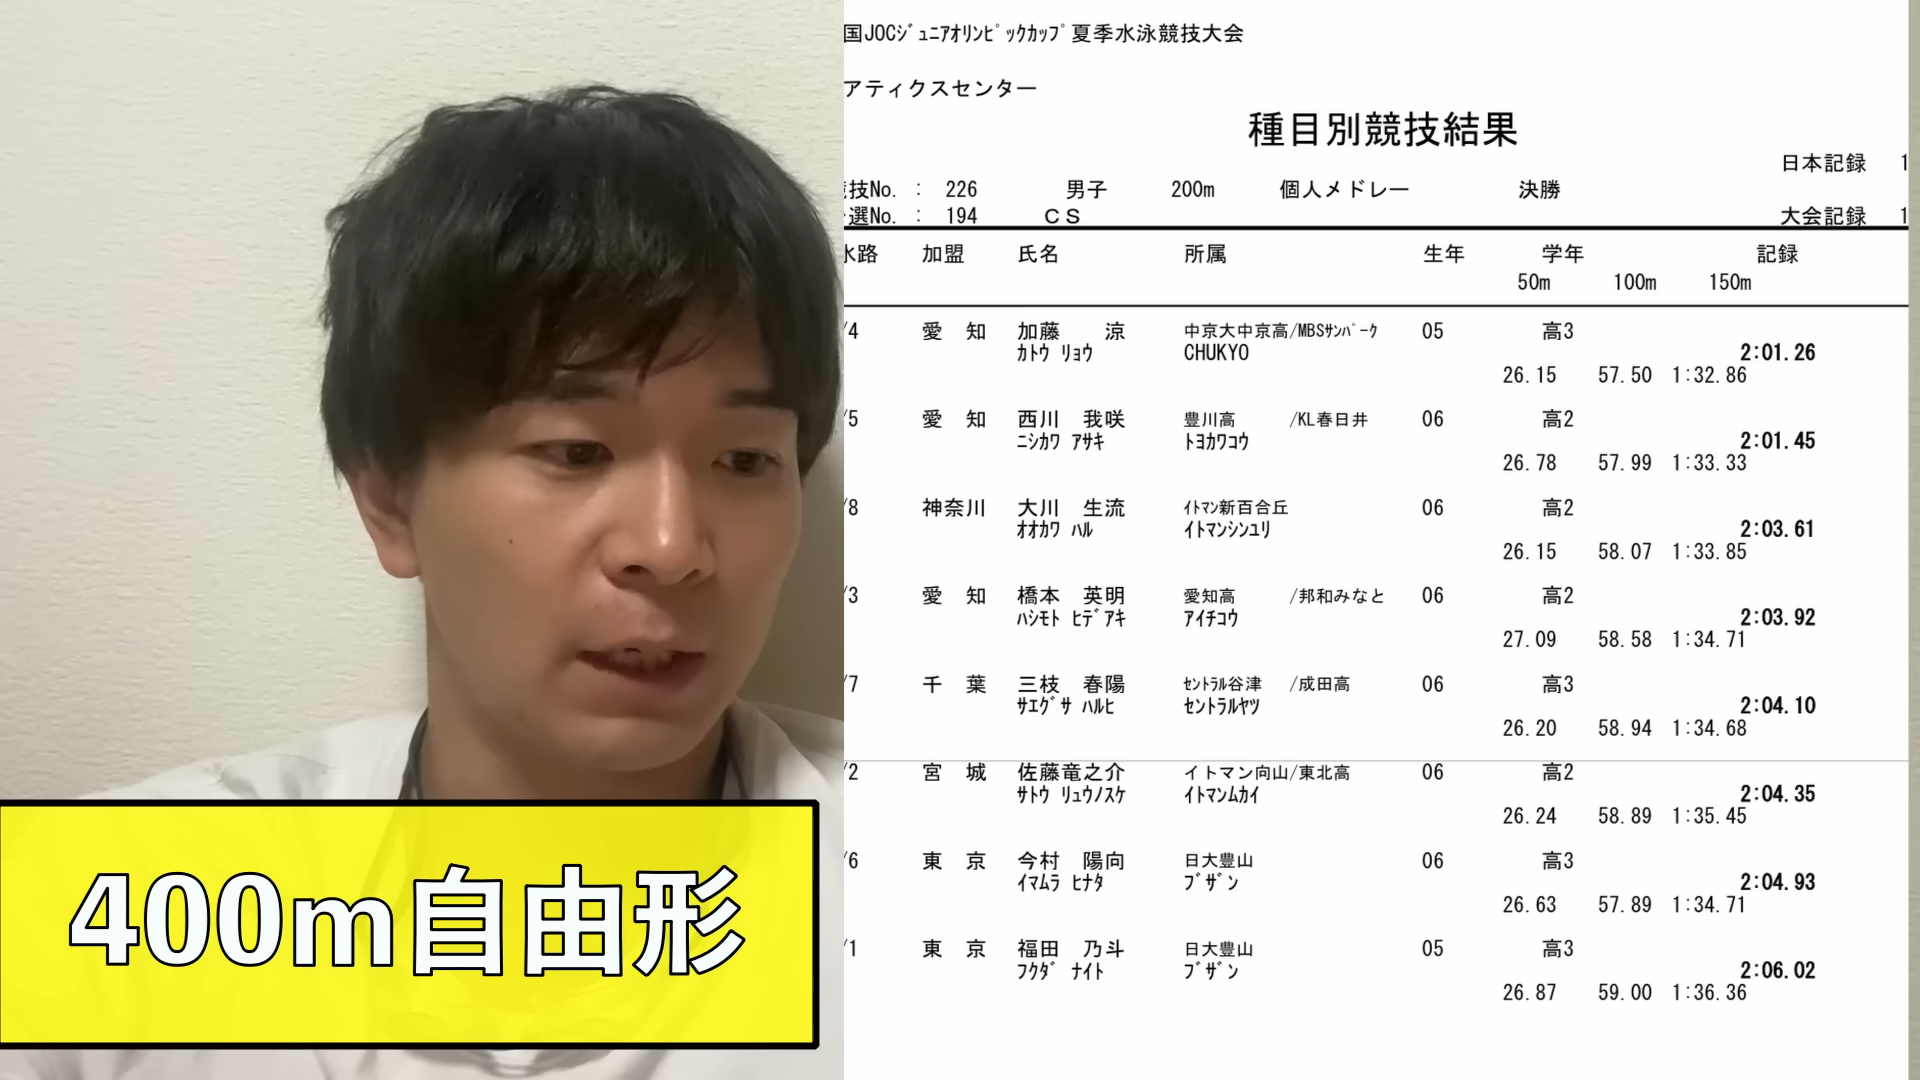 国JOCｼﾞｭﾆｱｵﾘﾝﾋﾟｯｸｶｯﾌﾟ夏季水泳競技大会
アティクスセンター
種目別競技結果
日本記録 1
技No. : 226 男子 200m 個人メドレー 決勝
選No. : 194 ＣＳ 大会記録 1
水路 加盟 氏名 所属 生年 学年 記録
50m 100m 150m
/4 愛 知 加藤 涼 中京大中京高/MBSｻﾝﾊﾟｰｸ 05 高3
ｶﾄｳ ﾘｮｳ CHUKYO 2:01.26
26.15 57.50 1:32.86
/5 愛 知 西川 我咲 豊川高 /KL春日井 06 高2
ﾆｼｶﾜ ｱｻｷ ﾄﾖｶﾜｺｳ 2:01.45
26.78 57.99 1:33.33
/8 神奈川 大川 生流 ｲﾄﾏﾝ新百合丘 06 高2
ｵｵｶﾜ ﾊﾙ ｲﾄﾏﾝｼﾝﾕﾘ 2:03.61
26.15 58.07 1:33.85
/3 愛 知 橋本 英明 愛知高 /邦和みなと 06 高2
ﾊｼﾓﾄ ﾋﾃﾞｱｷ ｱｲﾁｺｳ 2:03.92
27.09 58.58 1:34.71
/7 千 葉 三枝 春陽 ｾﾝﾄﾗﾙ谷津 /成田高 06 高3
ｻｴｸﾞｻ ﾊﾙﾋ ｾﾝﾄﾗﾙﾔﾂ 2:04.10
26.20 58.94 1:34.68
/2 宮 城 佐藤竜之介 イトマン向山/東北高 06 高2
ｻﾄｳ ﾘｭｳﾉｽｹ ｲﾄﾏﾝﾑｶｲ 2:04.35
26.24 58.89 1:35.45
/6 東 京 今村 陽向 日大豊山 06 高3
ｲﾏﾑﾗ ﾋﾅﾀ ﾌﾞｻﾞﾝ 2:04.93
26.63 57.89 1:34.71
/1 東 京 福田 乃斗 日大豊山 05 高3
ﾌｸﾀﾞ ﾅｲﾄ ﾌﾞｻﾞﾝ 2:06.02
26.87 59.00 1:36.36
400m自由形